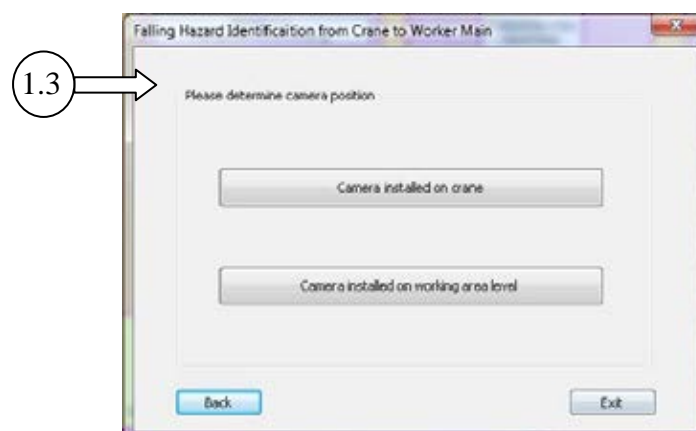 Falling Hazard Identificaition from Crane to Worker Main
1.3
Please determine camera position
Camera installed on crane
Camera installed on working area level
Back
Exit